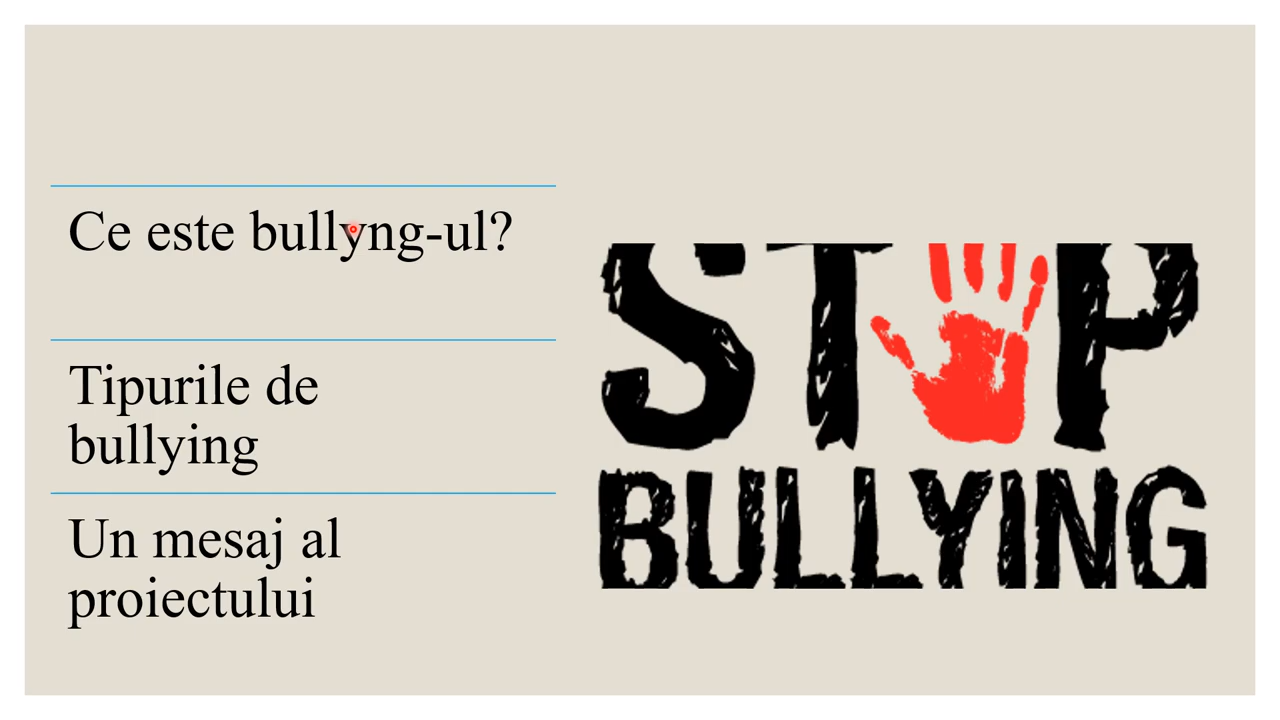 Ce este bullyng-ul?
Tipurile de
bullying
Un mesaj al
proiectului
STOP
BULLYING